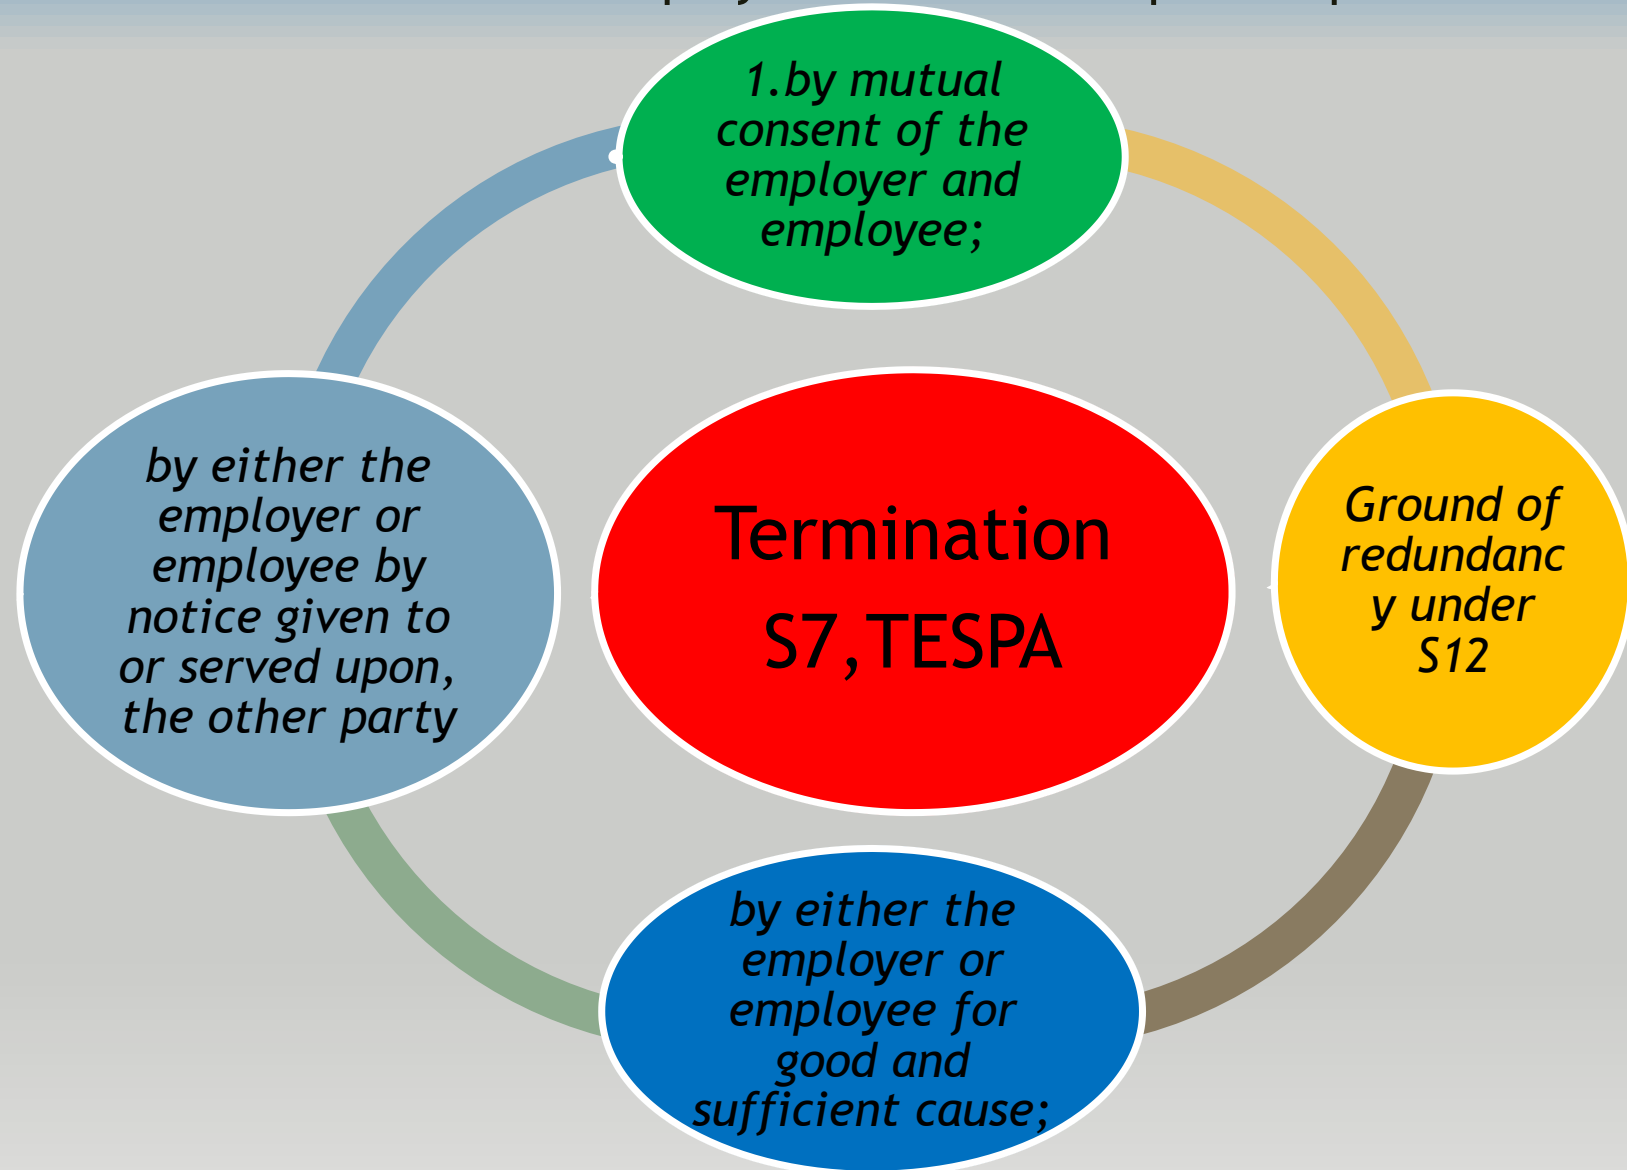 1.by mutual
consent of the
employer and
employee;
Ground of
redundanc
y under
S12
by either the
employer or
employee for
good and
sufficient cause;
by either the
employer or
employee by
notice given to
or served upon,
the other party
Termination
S7,TESPA